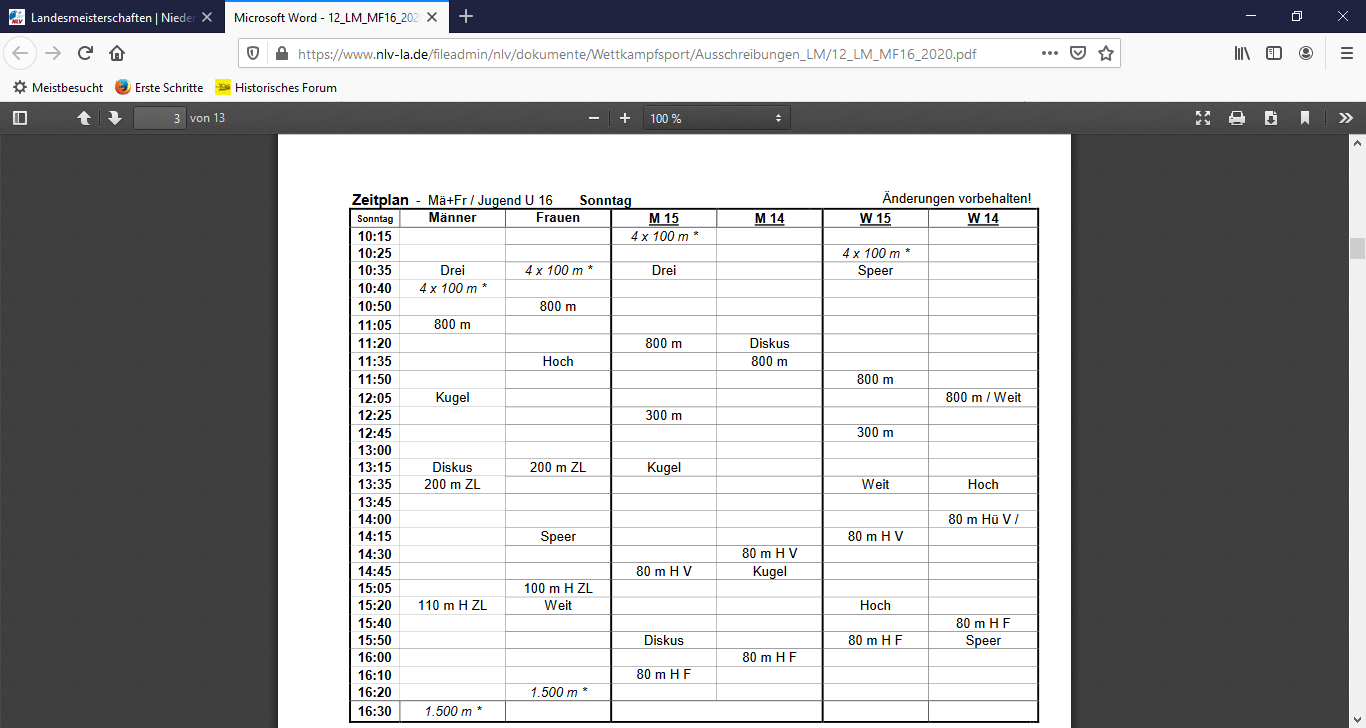 Landesmeisterschaften | Niede
Microsoft Word - 12_LM_MF16_202
https://www.nlv-la.de/fileadmin/nlv/dokumente/Wettkampfsport/Ausschreibungen_LM/12_LM_MF16_2020.pdf
Meistbesucht Erste Schritte Historisches Forum
3 von 13 100 %
Zeitplan - Mä+Fr / Jugend U 16 Sonntag Änderungen vorbehalten!
Sonntag Männer Frauen M 15 M 14 W 15 W 14
10:15 4 x 100 m *
10:25 4 x 100 m *
10:35 Drei 4 x 100 m * Drei Speer
10:40 4 x 100 m *
10:50 800 m
11:05 800 m
11:20 800 m Diskus
11:35 Hoch 800 m
11:50 800 m
12:05 Kugel 800 m / Weit
12:25 300 m
12:45 300 m
13:00
13:15 Diskus 200 m ZL Kugel
13:35 200 m ZL Weit Hoch
13:45
14:00 80 m Hü V /
14:15 Speer 80 m H V
14:30 80 m H V
14:45 80 m H V Kugel
15:05 100 m H ZL
15:20 110 m H ZL Weit Hoch
15:40 80 m H F
15:50 Diskus 80 m H F Speer
16:00 80 m H F
16:10 80 m H F
16:20 1.500 m *
16:30 1.500 m *